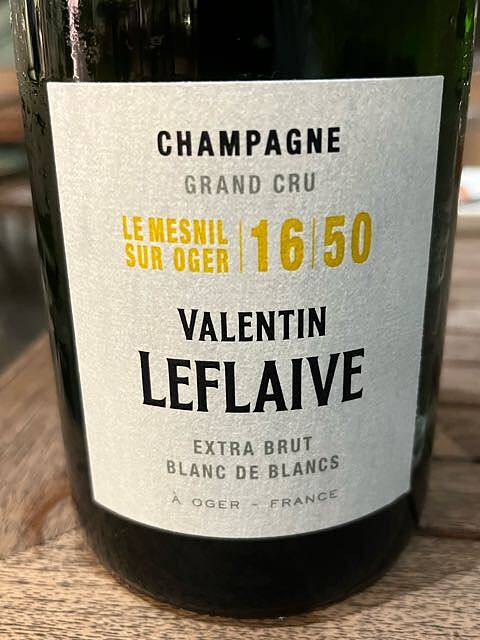 CHAMPAGNE
GRAND CRU
LE MESNIL
SUR OGER | 16 | 50
VALENTIN
LEFLAIVE
EXTRA BRUT
BLANC DE BLANCS
À OGER – FRANCE